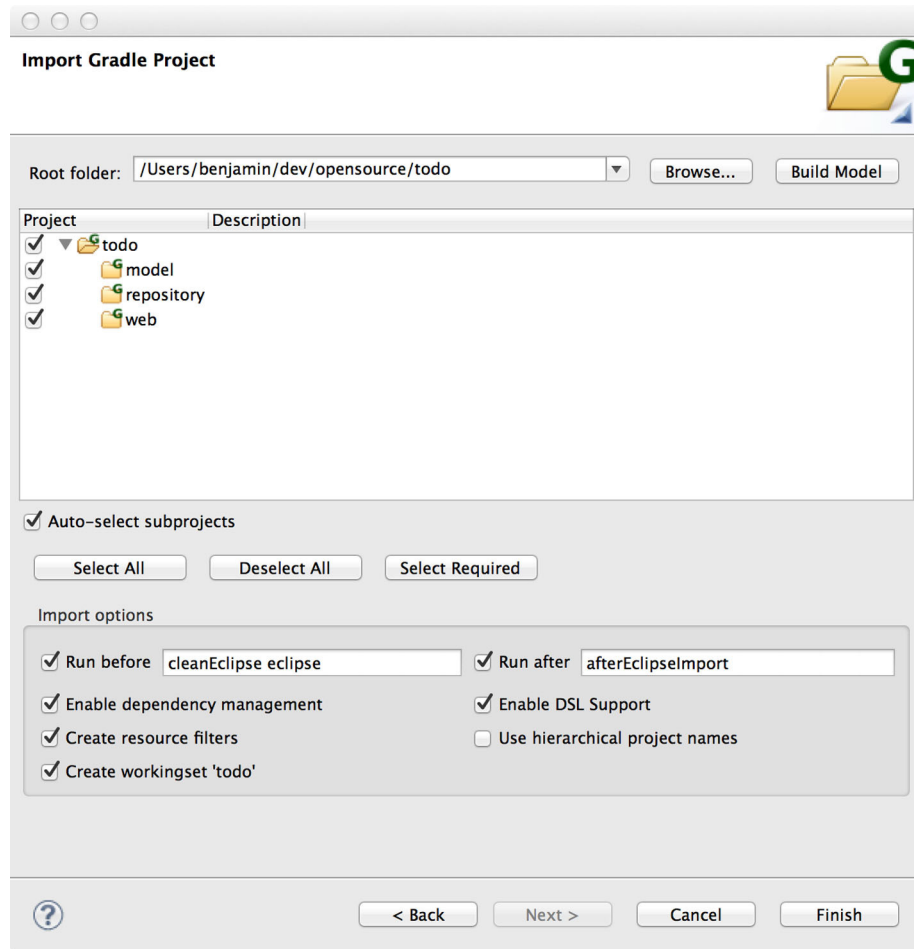 Import Gradle Project
G
Root folder: /Users/benjamin/dev/opensource/todo Browse... Build Model
Project Description
G todo
G model
G repository
G web
Auto-select subprojects
Select All Deselect All Select Required
Import options
Run before cleanEclipse eclipse Run after afterEclipseImport
Enable dependency management Enable DSL Support
Create resource filters Use hierarchical project names
Create workingset 'todo'
? < Back Next > Cancel Finish